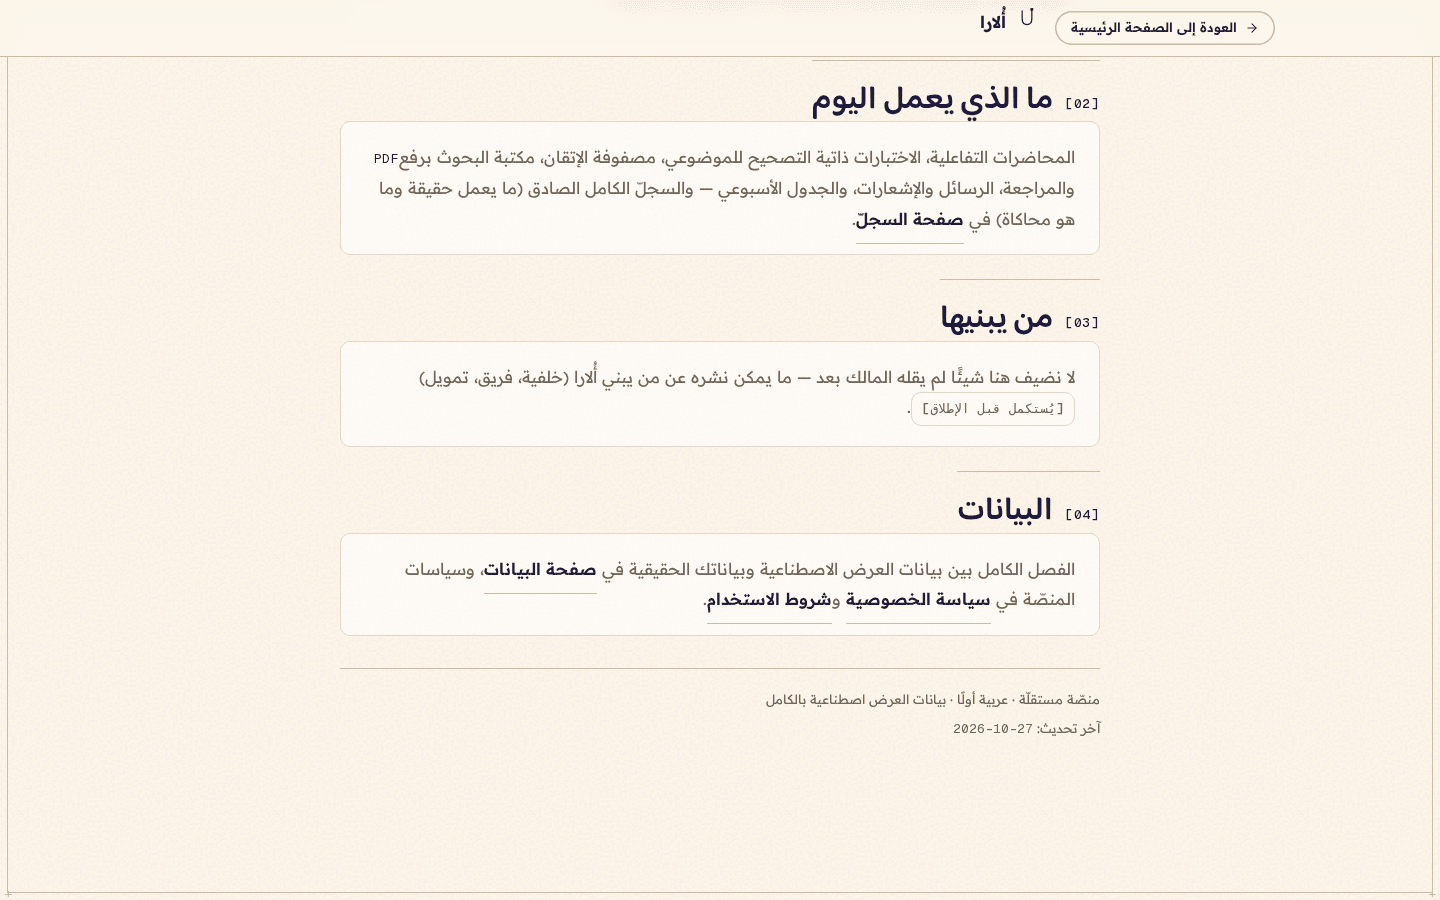 العودة إلى الصفحة الرئيسية
ألارا
[02] ما الذي يعمل اليوم
المحاضرات التفاعلية، الاختبارات ذاتية التصحيح للموضوعي، مصفوفة الإتقان، مكتبة البحوث برفع PDF
والمراجعة، الرسائل والإشعارات، والجدول الأسبوعي — والسجلّ الكامل الصادق (ما يعمل حقيقة وما
هو محاكاة) في صفحة السجلّ.
[03] من يبنيها
لا نضيف هنا شيئًا لم يقله المالك بعد — ما يمكن نشره عن من يبني ألارا (خلفية، فريق، تمويل)
[يُستكمل قبل الإطلاق].
[04] البيانات
الفصل الكامل بين بيانات العرض الاصطناعية وبياناتك الحقيقية في صفحة البيانات، وسياسات
المنصّة في سياسة الخصوصية وشروط الاستخدام.
منصّة مستقلّة · عربية أولًا · بيانات العرض اصطناعية بالكامل
آخر تحديث: 27-10-2026